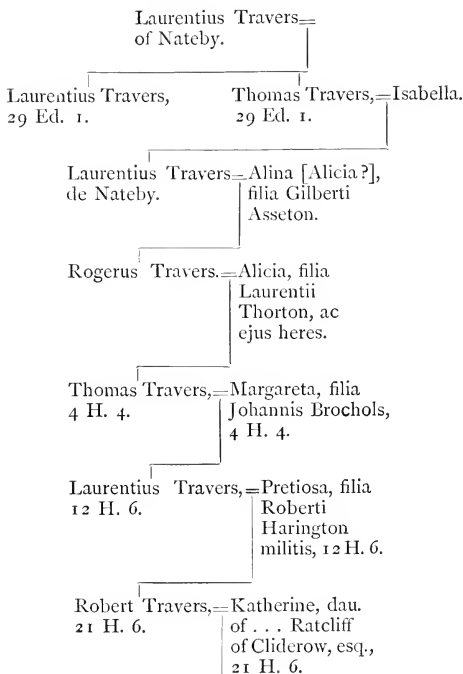 Laurentius Travers=
of Nateby.
Laurentius Travers,
29 Ed. 1.
Thomas Travers,=Isabella.
29 Ed. 1.
Laurentius Travers=Alina [Alicia?],
de Nateby.
filia Gilberti
Asseton.
Rogerus Travers.=Alicia, filia
Laurentii
Thorton, ac
ejus heres.
Thomas Travers,=Margareta, filia
4 H. 4.
Johannis Brochols,
4 H. 4.
Laurentius Travers,=Pretiosa, filia
12 H. 6.
Roberti
Harington
militis, 12 H. 6.
Robert Travers,=Katherine, dau.
21 H. 6.
of . . . Ratcliff
of Cliderow, esq.,
21 H. 6.